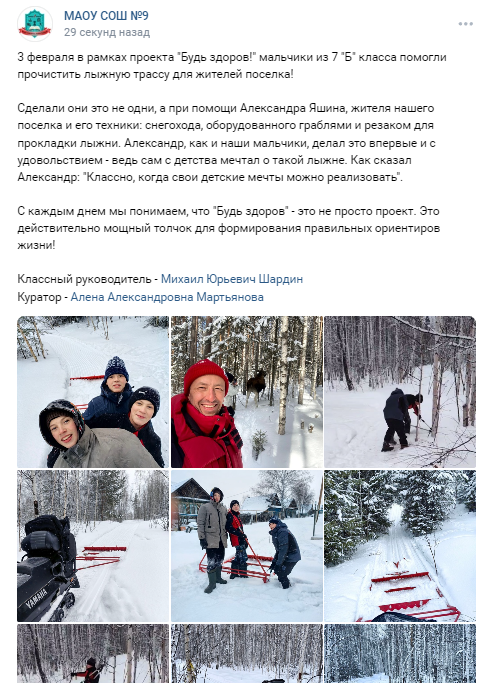 МАОУ СОШ №9
29 секунд назад
3 февраля в рамках проекта "Будь здоров!" мальчики из 7 "Б" класса помогли
прочистить лыжную трассу для жителей поселка!
Сделали они это не одни, а при помощи Александра Яшина, жителя нашего
поселка и его техники: снегохода, оборудованного граблями и резаком для
прокладки лыжни. Александр, как и наши мальчики, делал это впервые и с
удовольствием - ведь сам с детства мечтал о такой лыжне. Как сказал
Александр: "Классно, когда свои детские мечты можно реализовать".
С каждым днем мы понимаем, что "Будь здоров" - это не просто проект. Это
действительно мощный толчок для формирования правильных ориентиров
жизни!
Классный руководитель - Михаил Юрьевич Шардин
Куратор - Алена Александровна Мартьянова
YAMAHA